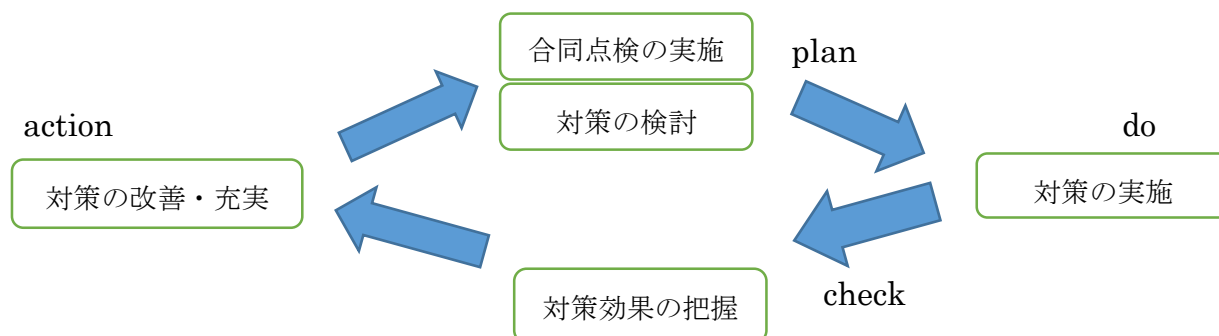 合同点検の実施
plan
対策の検討
action
do
対策の改善・充実
対策の実施
対策効果の把握
check